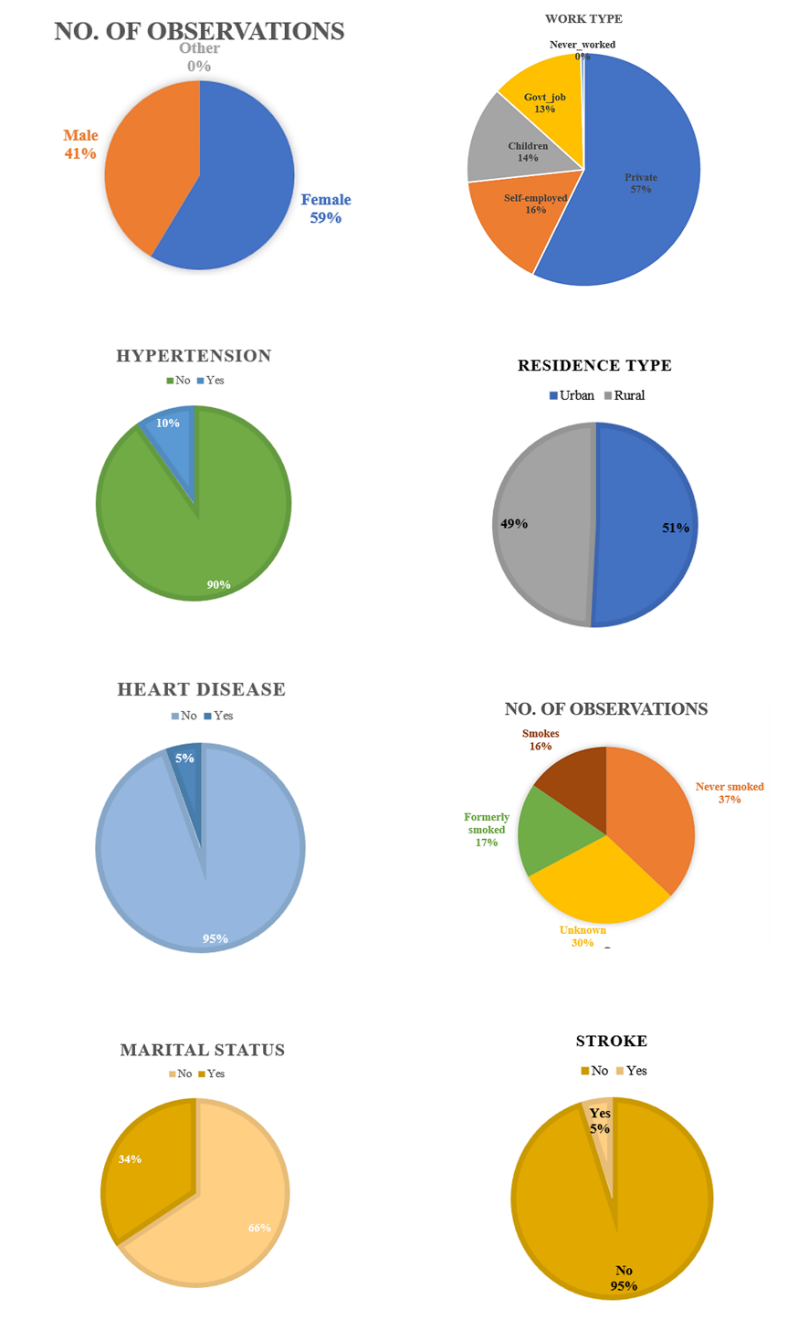 NO. OF OBSERVATIONS
Other
0%
Male
41%
Female
59%
WORK TYPE
Never_worked
0%
Govt_job
13%
Children
14%
Private
57%
Self-employed
16%
HYPERTENSION
No Yes
10%
90%
RESIDENCE TYPE
Urban Rural
49%
51%
HEART DISEASE
No Yes
5%
95%
NO. OF OBSERVATIONS
Smokes
16%
Never smoked
37%
Formerly
smoked
17%
Unknown
30%
MARITAL STATUS
No Yes
34%
66%
STROKE
No Yes
Yes
5%
No
95%